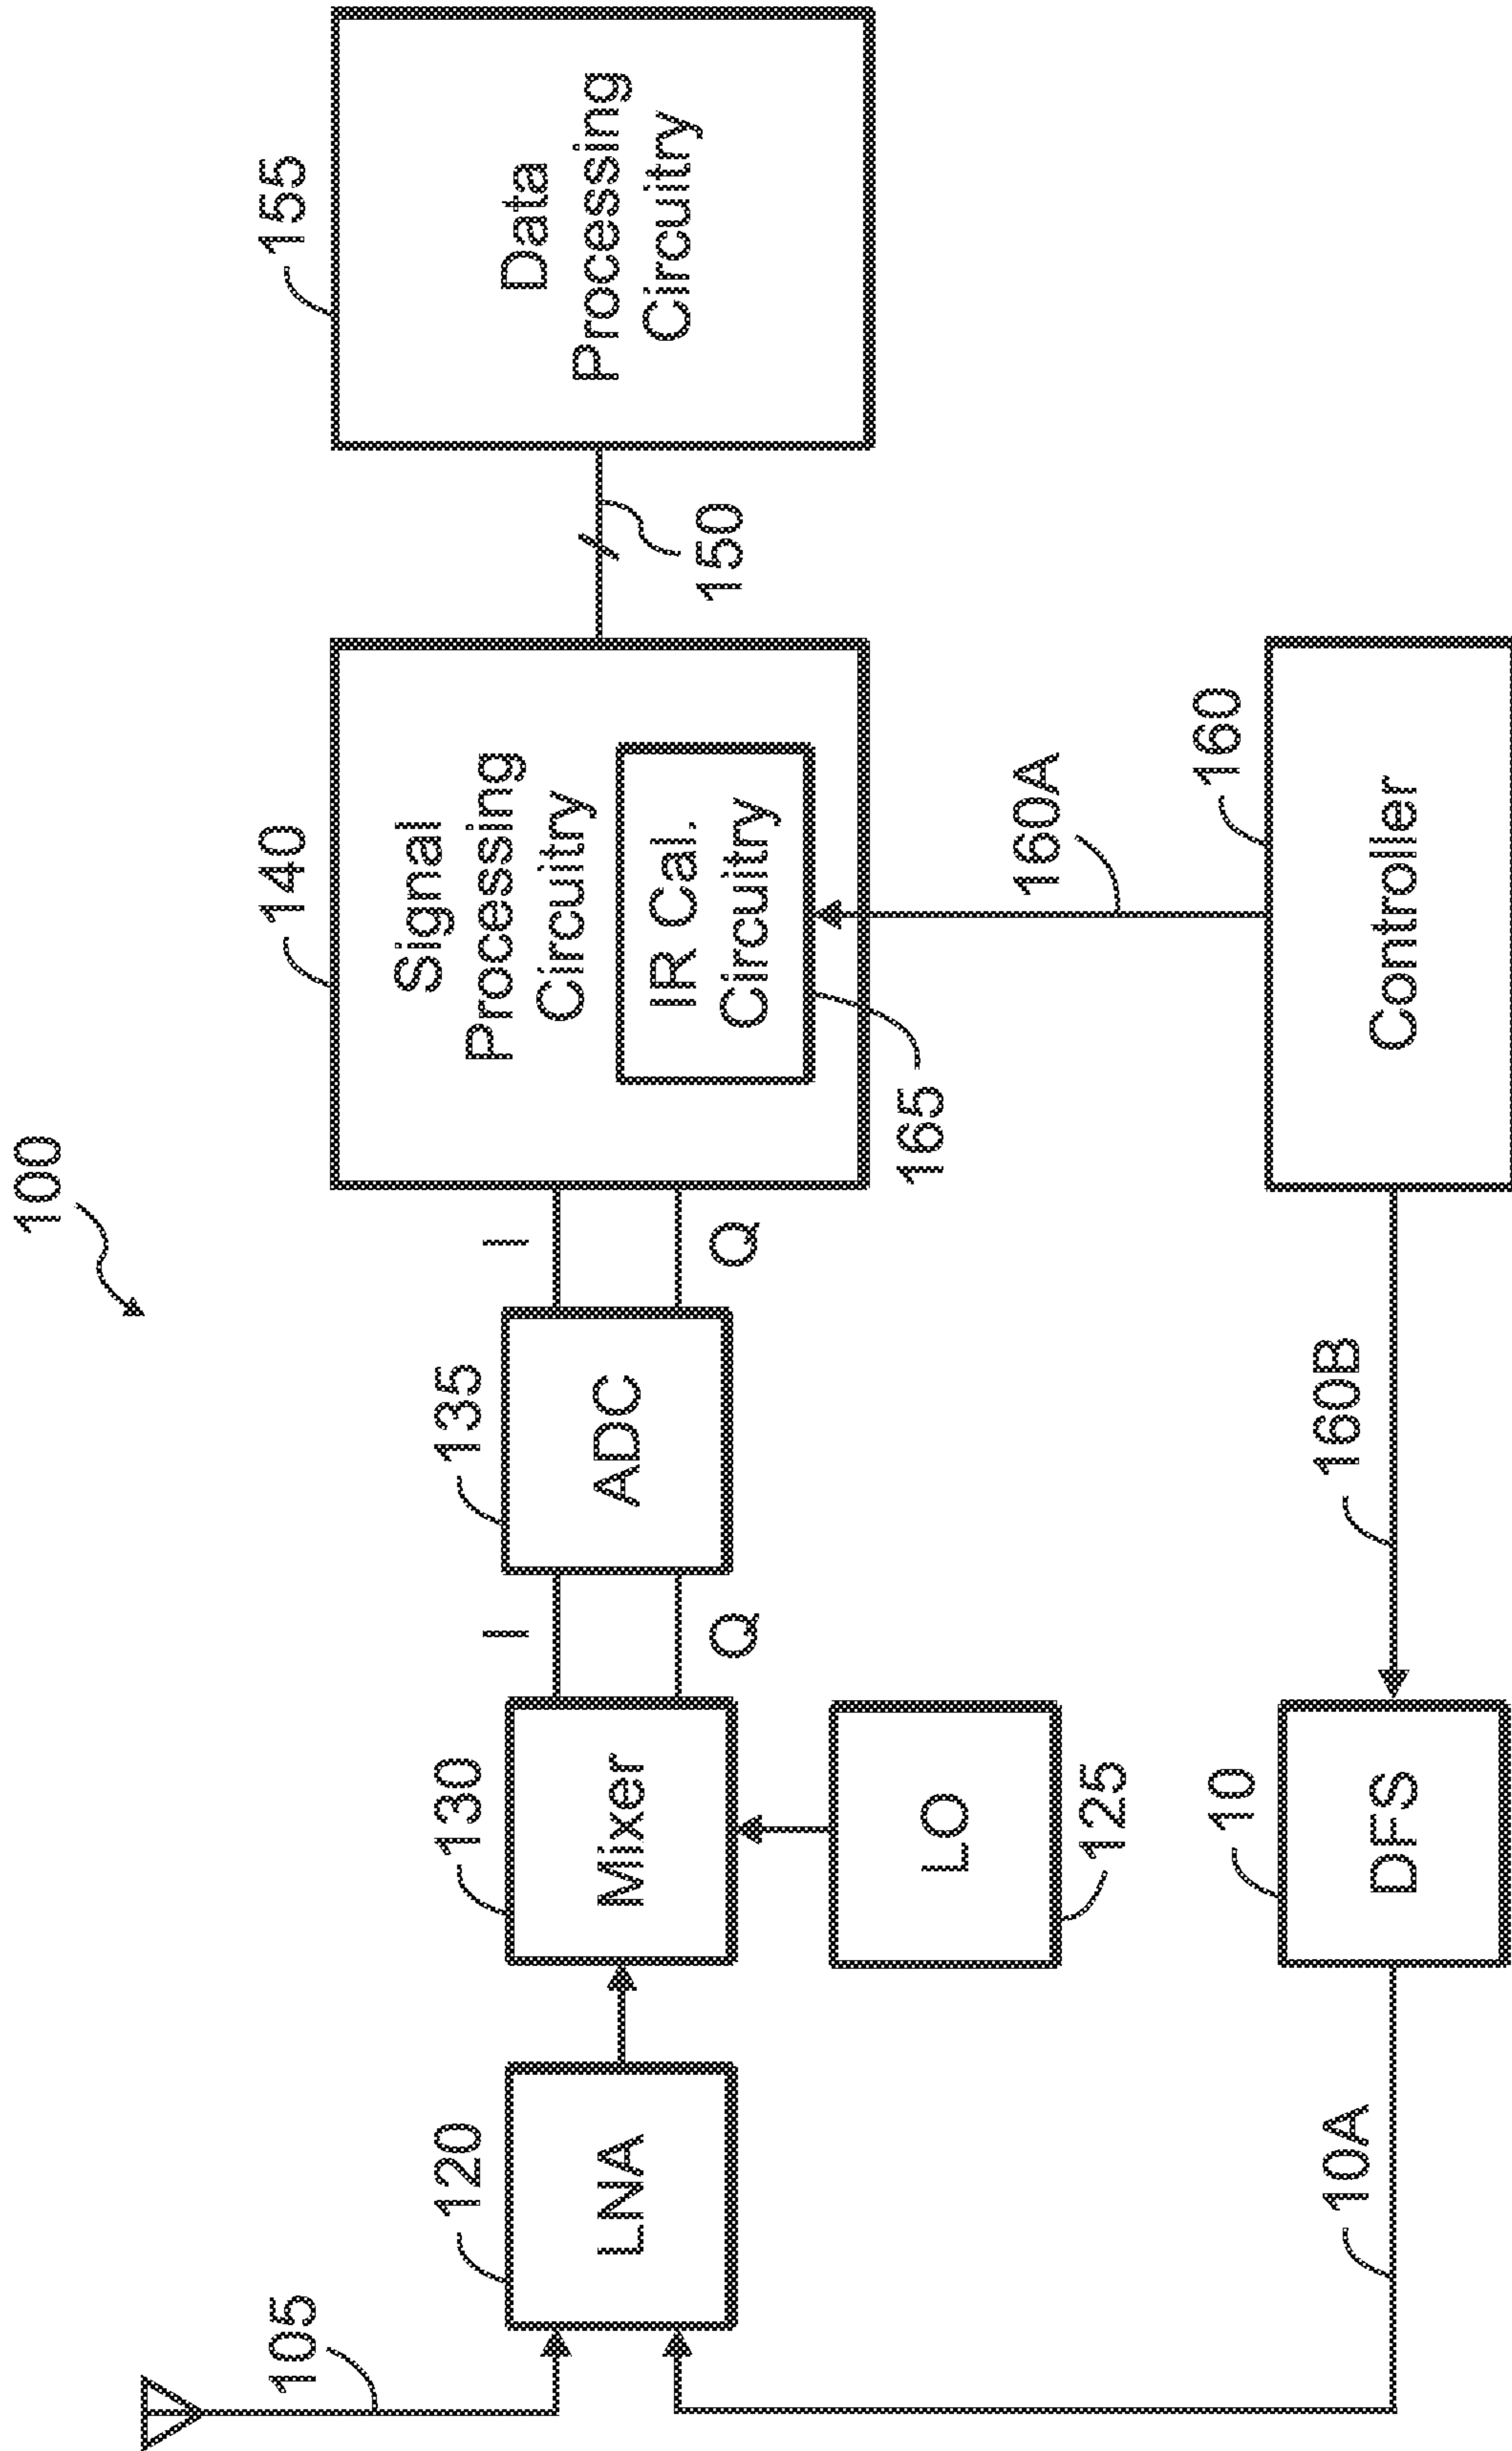 100
105
120
LNA
130
Mixer
I
Q
135
ADC
I
Q
140
Signal
Processing
Circuitry
IR Cal.
Circuitry
165
150
155
Data
Processing
Circuitry
LO
125
160A
160
Controller
160B
10
DFS
10A